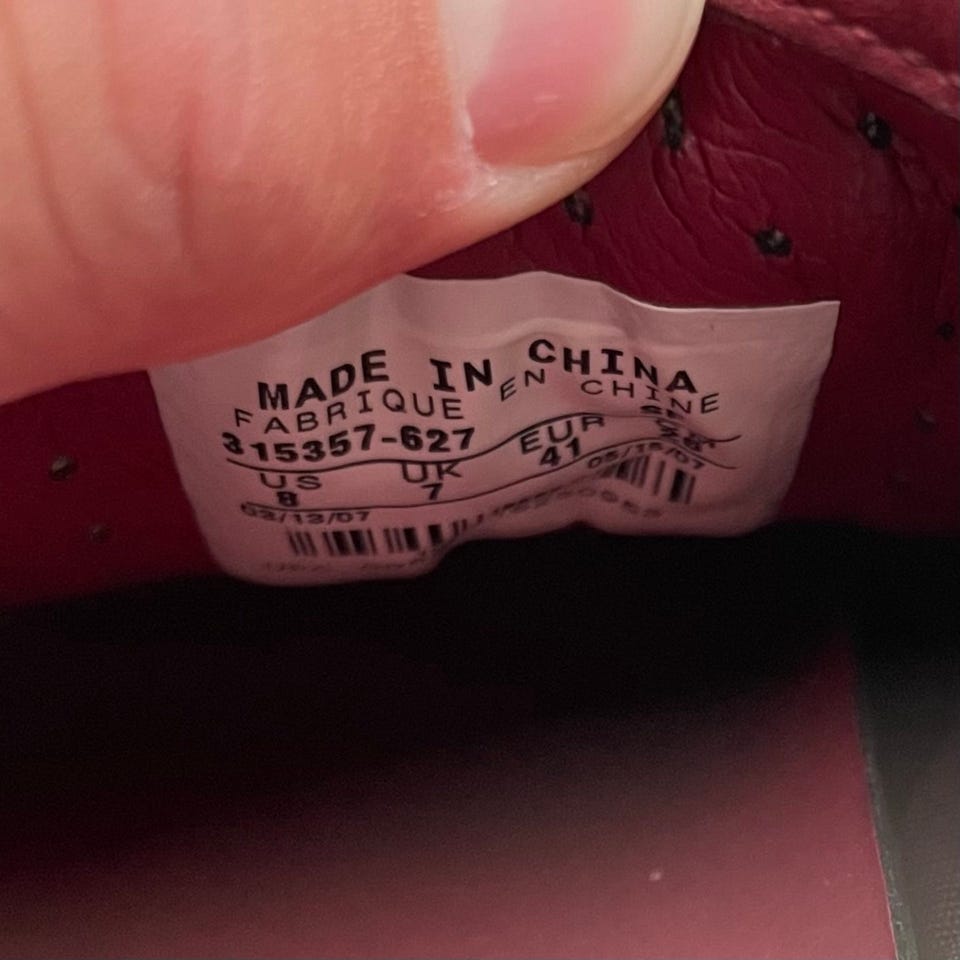 MADE IN CHINA
FABRIQUE EN CHINE
315357-627
US UK EUR
8 7 41
03/13/07 05/15/07